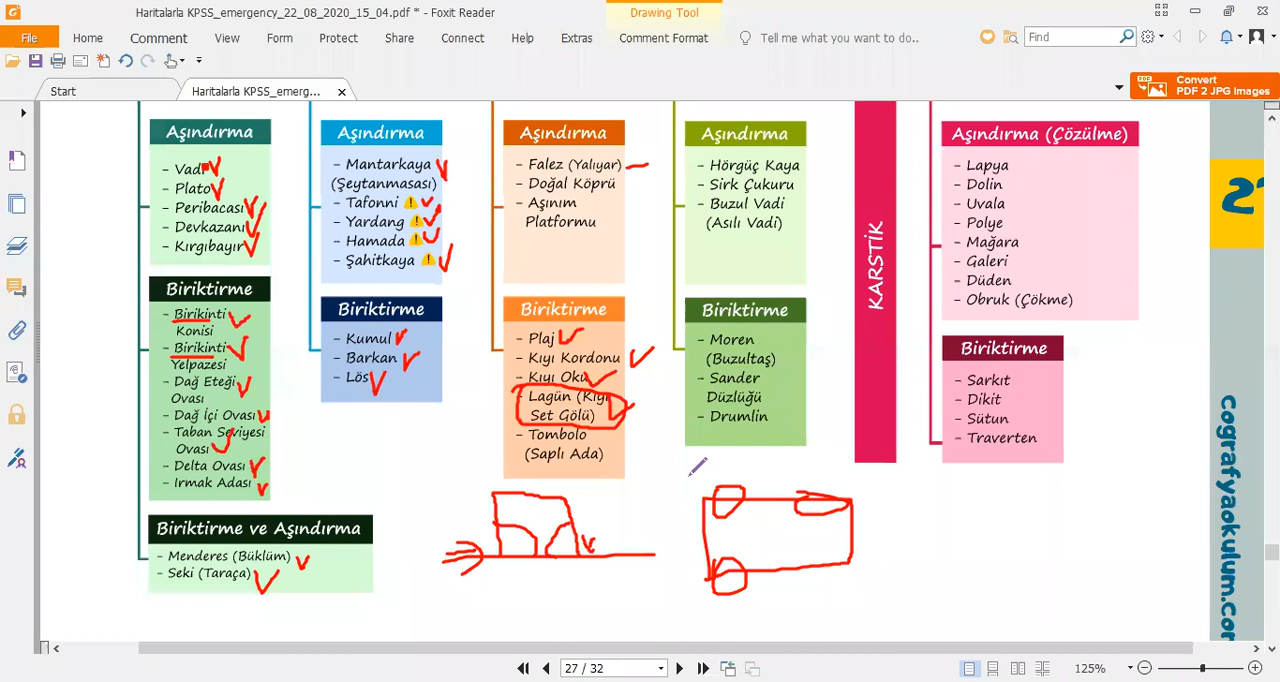 Haritalarla KPSS_emergency_22_08_2020_15_04.pdf * - Foxit Reader
Drawing Tool
File
Home
Comment
View
Form
Protect
Share
Connect
Help
Extras
Comment Format
Tell me what you want to do..
Find
Start
Haritalarla KPSS_emerg...
Convert
PDF 2 JPG Images
Aşındırma
- Vadi
- Plato
- Peribacası
- Devkazanı
- Kırgıbayır
Biriktirme
- Birikinti
Konisi
- Birikinti
Yelpazesi
- Dağ Eteği
Ovası
- Dağ İçi Ovası
- Taban Seviyesi
Ovası
- Delta Ovası
- Irmak Adası
Biriktirme ve Aşındırma
- Menderes (Büklüm)
- Seki (Taraça)
Aşındırma
- Mantarkaya
(Şeytanmasası)
- Tafonni
- Yardang
- Hamada
- Şahitkaya
Biriktirme
- Kumul
- Barkan
- Lös
Aşındırma
- Falez (Yalıyar)
- Doğal Köprü
- Aşınım
Platformu
Biriktirme
- Plaj
- Kıyı Kordonu
- Kıyı Oku
- Lagün (Kıyı
Set Gölü)
- Tombolo
(Saplı Ada)
Aşındırma
- Hörgüç Kaya
- Sirk Çukuru
- Buzul Vadi
(Asılı Vadi)
Biriktirme
- Moren
(Buzultaş)
- Sander
Düzlüğü
- Drumlin
KARSTİK
Aşındırma (Çözülme)
- Lapya
- Dolin
- Uvala
- Polye
- Mağara
- Galeri
- Düden
- Obruk (Çökme)
Biriktirme
- Sarkıt
- Dikit
- Sütun
- Traverten
Cografyaokulum.com
27 / 32
125%